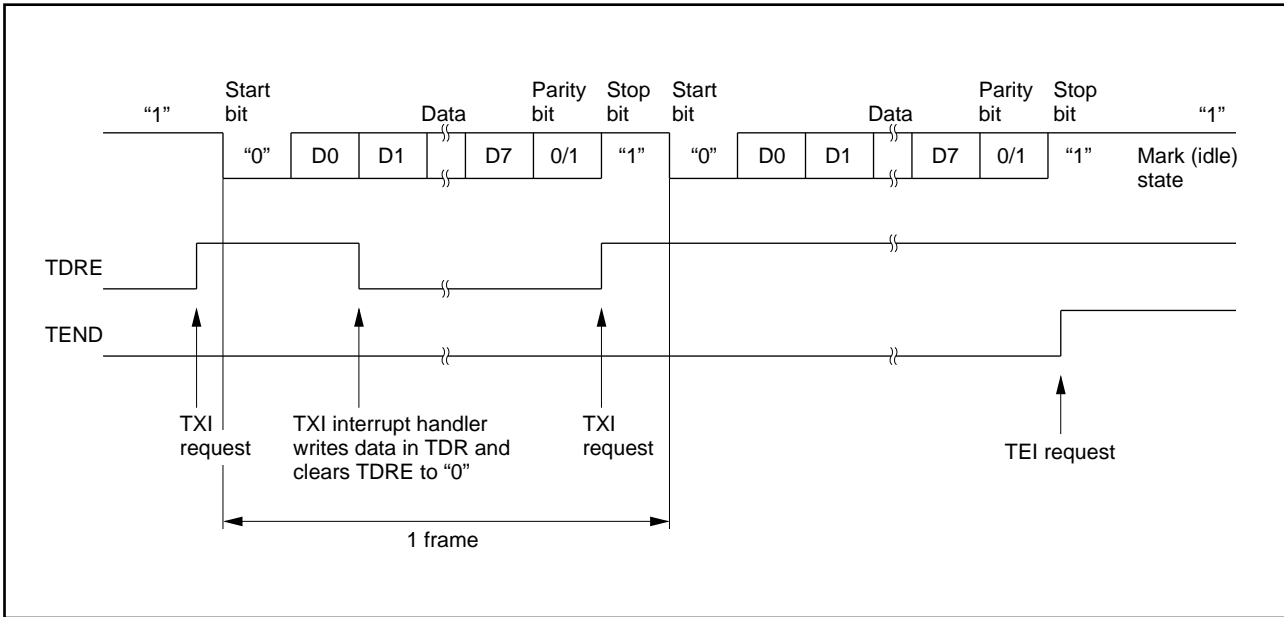 Start Parity Stop Start Parity Stop
“1” bit Data bit bit bit Data bit bit “1”
“0” D0 D1 D7 0/1 “1” “0” D0 D1 D7 0/1 “1” Mark (idle)
state
TDRE
TEND
TXI TXI interrupt handler TXI
request writes data in TDR and request TEI request
clears TDRE to “0”
1 frame